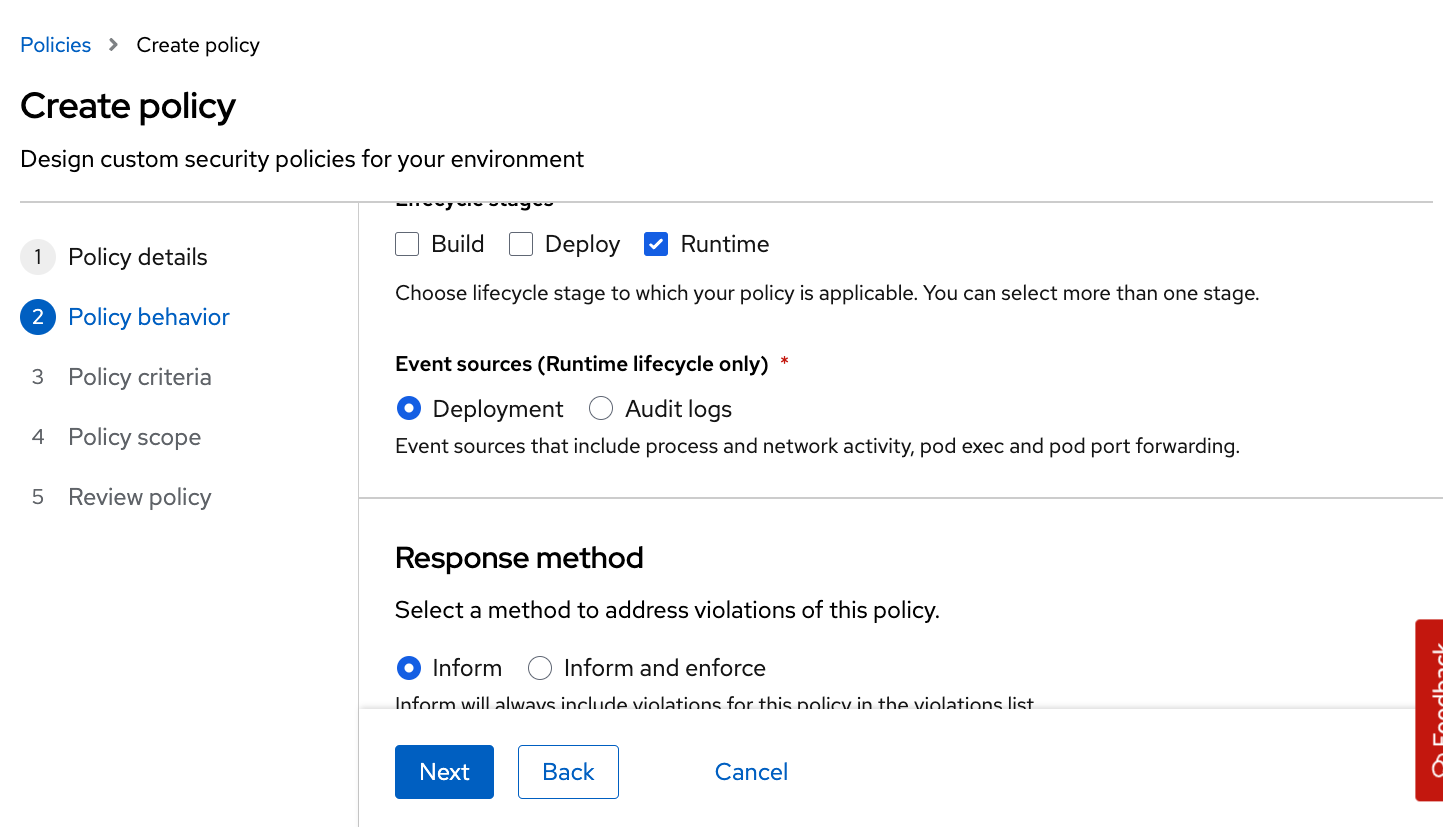 Policies > Create policy
Create policy
Design custom security policies for your environment
1 Policy details
2 Policy behavior
3 Policy criteria
4 Policy scope
5 Review policy
Lifecycle stages
Build Deploy Runtime
Choose lifecycle stage to which your policy is applicable. You can select more than one stage.
Event sources (Runtime lifecycle only) *
Deployment Audit logs
Event sources that include process and network activity, pod exec and pod port forwarding.
Response method
Select a method to address violations of this policy.
Inform Inform and enforce
Inform will always include violations for this policy in the violations list
Next Back Cancel
Feedback